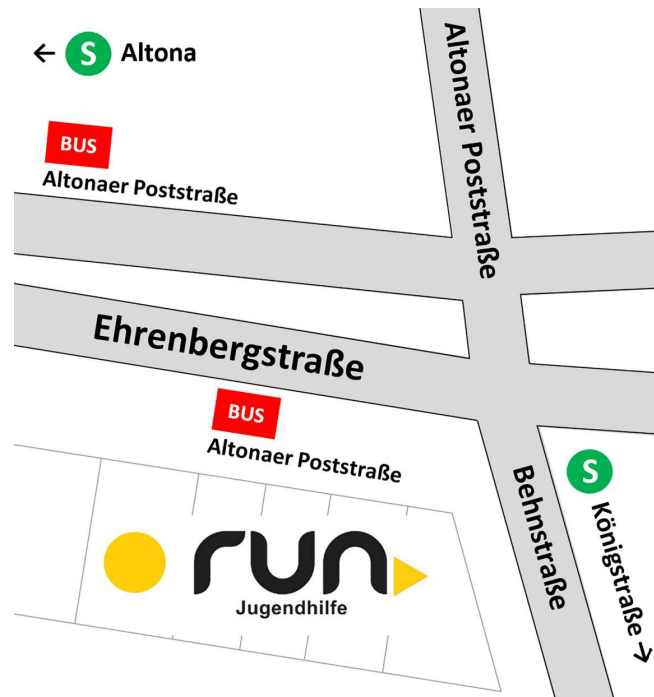 ← S Altona
BUS
Altonaer Poststraße
Altonaer Poststraße
Ehrenbergstraße
BUS
Altonaer Poststraße
Behnstraße
S Königstraße →
run
Jugendhilfe